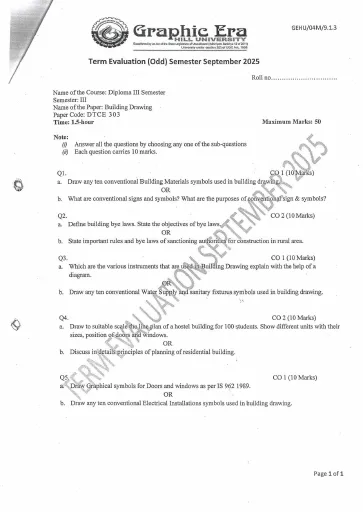 GEHU/04M/9.1.3
Graphic Era
HILL UNIVERSITY
Term Evaluation (Odd) Semester September 2025
Roll no..............................
Name of the Course: Diploma III Semester
Semester: III
Name of the Paper: Building Drawing
Paper Code: DTCE 303
Time: 1.5-hour Maximum Marks: 50
Note:
(i) Answer all the questions by choosing any one of the sub-questions
(ii) Each question carries 10 marks.
Q1. CO 1 (10 Marks)
a. Draw any ten conventional Building Materials symbols used in building drawing.
OR
b. What are conventional signs and symbols? What are the purposes of conventional sign & symbols?
Q2. CO 2 (10 Marks)
a. Define building bye laws. State the objectives of bye laws.
OR
b. State important rules and bye laws of sanctioning authorities for construction in rural area.
Q3. CO 1 (10 Marks)
a. Which are the various instruments that are used in Building Drawing explain with the help of a
diagram.
OR
b. Draw any ten conventional Water Supply and sanitary fixtures symbols used in building drawing.
Q4. CO 2 (10 Marks)
a. Draw to suitable scale the line plan of a hostel building for 100 students. Show different units with their
sizes, position of doors and windows.
OR
b. Discuss in details principles of planning of residential building.
Q5. CO 1 (10 Marks)
a. Draw Graphical symbols for Doors and windows as per IS 962 1989.
OR
b. Draw any ten conventional Electrical Installations symbols used in building drawing.
TERM EVALUATION SEPTEMBER 2025
Page 1 of 1